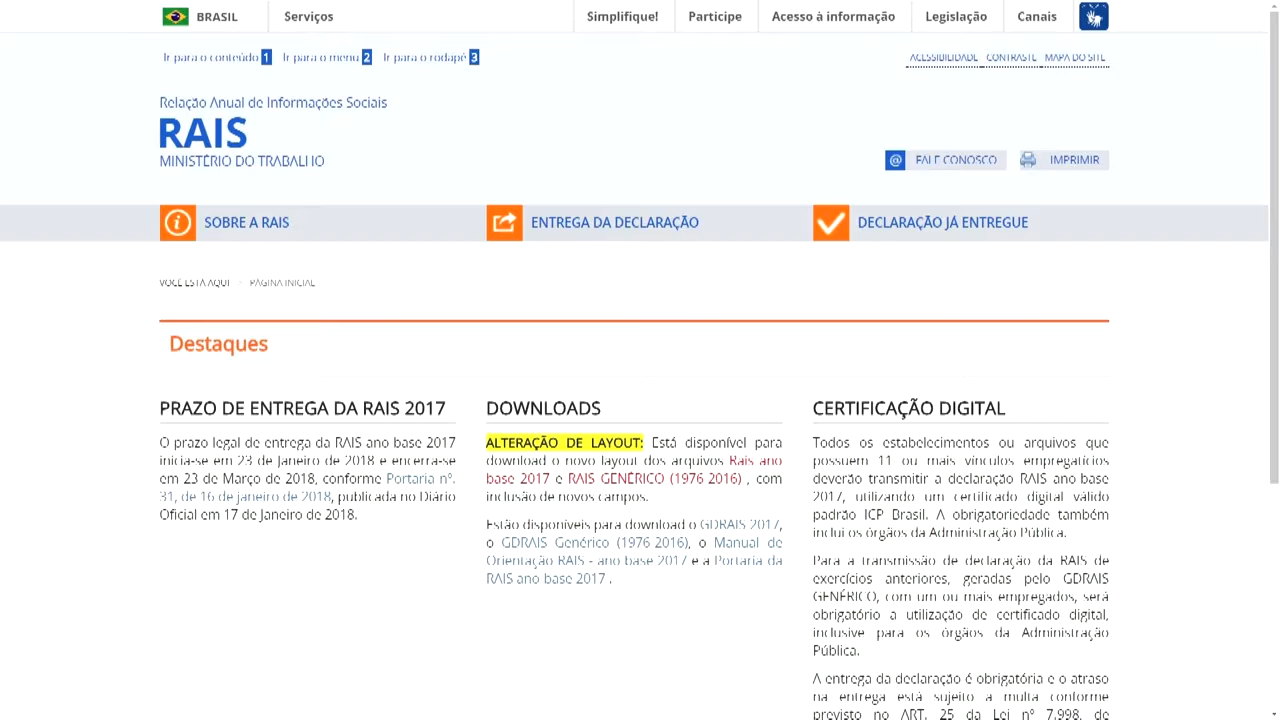 BRASIL Serviços Simplifique! Participe Acesso à informação Legislação Canais
Ir para o conteúdo 1 Ir para o menu 2 Ir para o rodapé 3 ACESSIBILIDADE CONTRASTE MAPA DO SITE
Relação Anual de Informações Sociais
RAIS
MINISTÉRIO DO TRABALHO
FALE CONOSCO IMPRIMIR
SOBRE A RAIS ENTREGA DA DECLARAÇÃO DECLARAÇÃO JÁ ENTREGUE
VOCÊ ESTÁ AQUI > PÁGINA INICIAL
Destaques
PRAZO DE ENTREGA DA RAIS 2017
O prazo legal de entrega da RAIS ano base 2017
inicia-se em 23 de Janeiro de 2018 e encerra-se
em 23 de Março de 2018, conforme Portaria nº.
31, de 16 de janeiro de 2018, publicada no Diário
Oficial em 17 de Janeiro de 2018.
DOWNLOADS
ALTERAÇÃO DE LAYOUT: Está disponível para
download o novo layout dos arquivos Rais ano
base 2017 e RAIS GENÉRICO (1976-2016) , com
inclusão de novos campos.
Estão disponíveis para download o GDRAIS 2017,
o GDRAIS Genérico (1976-2016), o Manual de
Orientação RAIS - ano base 2017 e a Portaria da
RAIS ano-base 2017 .
CERTIFICAÇÃO DIGITAL
Todos os estabelecimentos ou arquivos que
possuem 11 ou mais vínculos empregatícios
deverão transmitir a declaração RAIS ano-base
2017, utilizando um certificado digital válido
padrão ICP Brasil. A obrigatoriedade também
inclui os órgãos da Administração Pública.
Para a transmissão de declaração da RAIS de
exercícios anteriores, geradas pelo GDRAIS
GENÉRICO, com um ou mais empregados, será
obrigatório a utilização de certificado digital,
inclusive para os órgãos da Administração
Pública.
A entrega da declaração é obrigatória e o atraso
na entrega está sujeito a multa conforme
previsto no ART. 25 da Lei nº 7.998, de